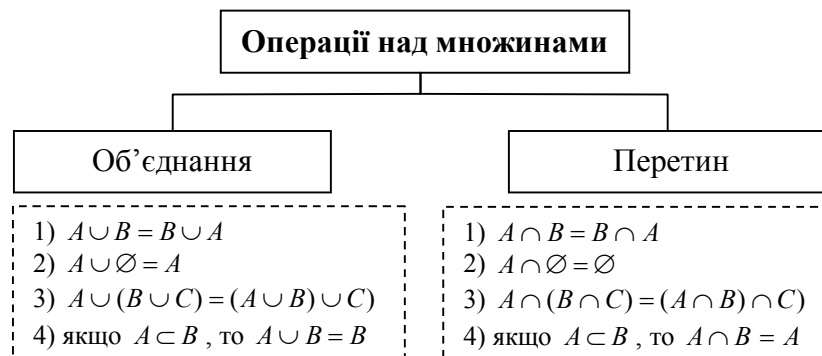 Операції над множинами
Об’єднання
Перетин
1) A ∪ B = B ∪ A
2) A ∪ ∅ = A
3) A ∪ (B ∪ C) = (A ∪ B) ∪ C)
4) якщо A ⊂ B , то A ∪ B = B
1) A ∩ B = B ∩ A
2) A ∩ ∅ = ∅
3) A ∩ (B ∩ C) = (A ∩ B) ∩ C)
4) якщо A ⊂ B , то A ∩ B = A